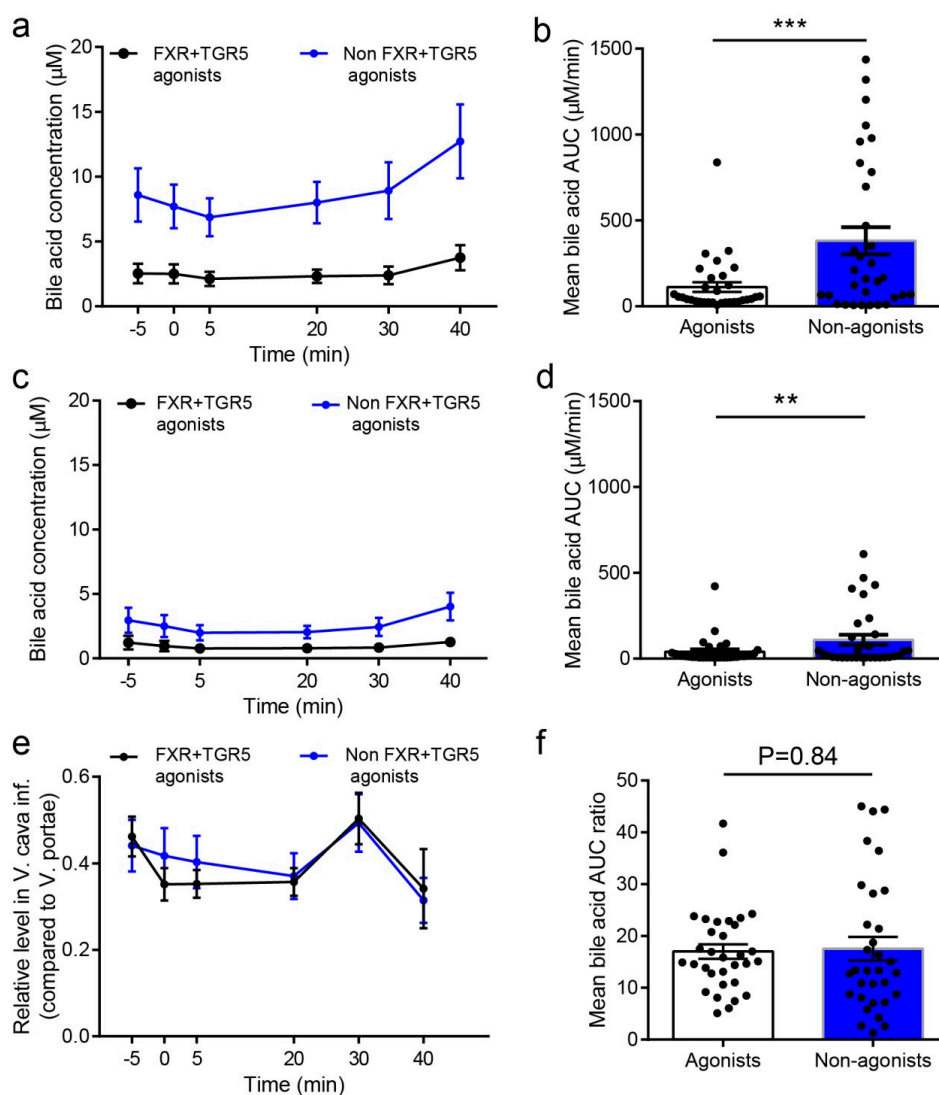 a
FXR+TGR5 agonists
Non FXR+TGR5 agonists
Bile acid concentration (µM)
20
15
10
5
0
-5 0 5 20 30 40
Time (min)
b
***
Mean bile acid AUC (µM/min)
1500
1000
500
0
Agonists Non-agonists
c
FXR+TGR5 agonists
Non FXR+TGR5 agonists
Bile acid concentration (µM)
20
15
10
5
0
-5 5 20 30 40
Time (min)
d
**
Mean bile acid AUC (µM/min)
1500
1000
500
0
Agonists Non-agonists
e
FXR+TGR5 agonists
Non FXR+TGR5 agonists
Relative level in V. cava inf.
(compared to V. portae)
0.6
0.4
0.2
0.0
-5 0 5 20 30 40
Time (min)
f
P=0.84
Mean bile acid AUC ratio
50
40
30
20
10
0
Agonists Non-agonists